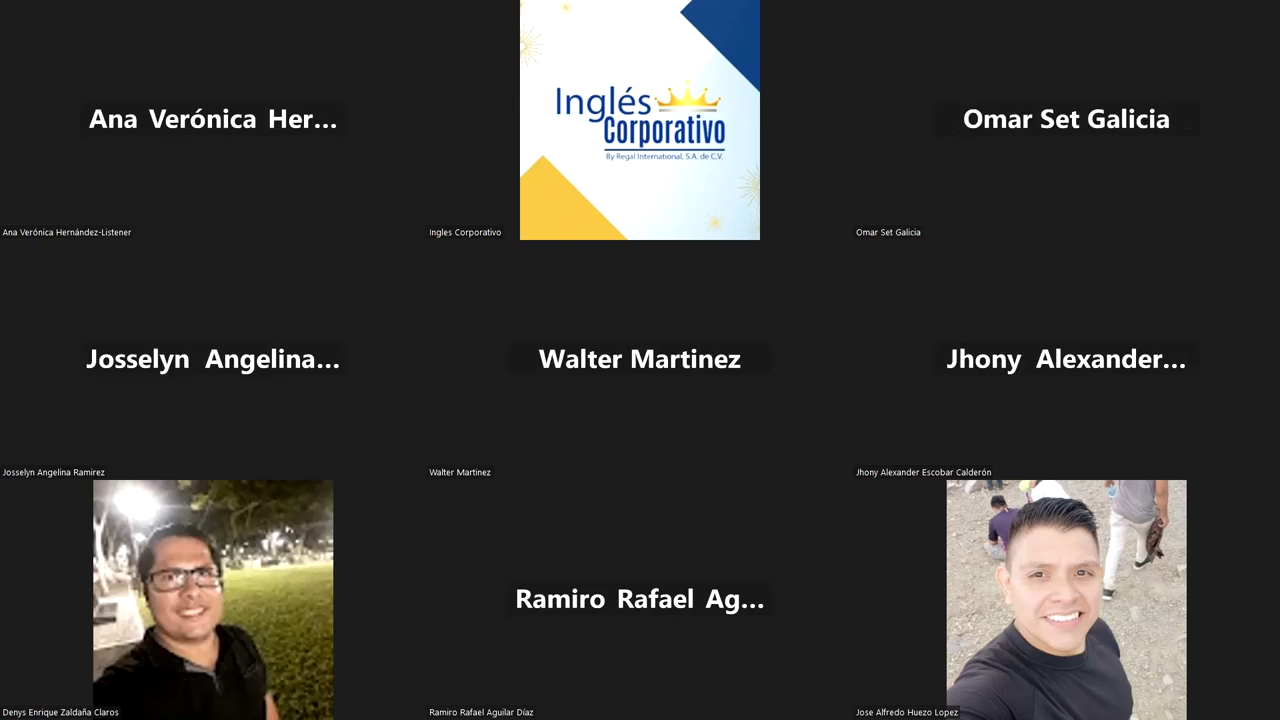 Ana Verónica Her...
Ana Verónica Hernández-Listener
Inglés
Corporativo
By Regal International, S.A. de C.V.
Ingles Corporativo
Omar Set Galicia
Omar Set Galicia
Josselyn Angelina...
Josselyn Angelina Ramirez
Walter Martinez
Walter Martinez
Jhony Alexander...
Jhony Alexander Escobar Calderón
Denys Enrique Zaldaña Claros
Ramiro Rafael Ag...
Ramiro Rafael Aguilar Díaz
Jose Alfredo Huezo Lopez